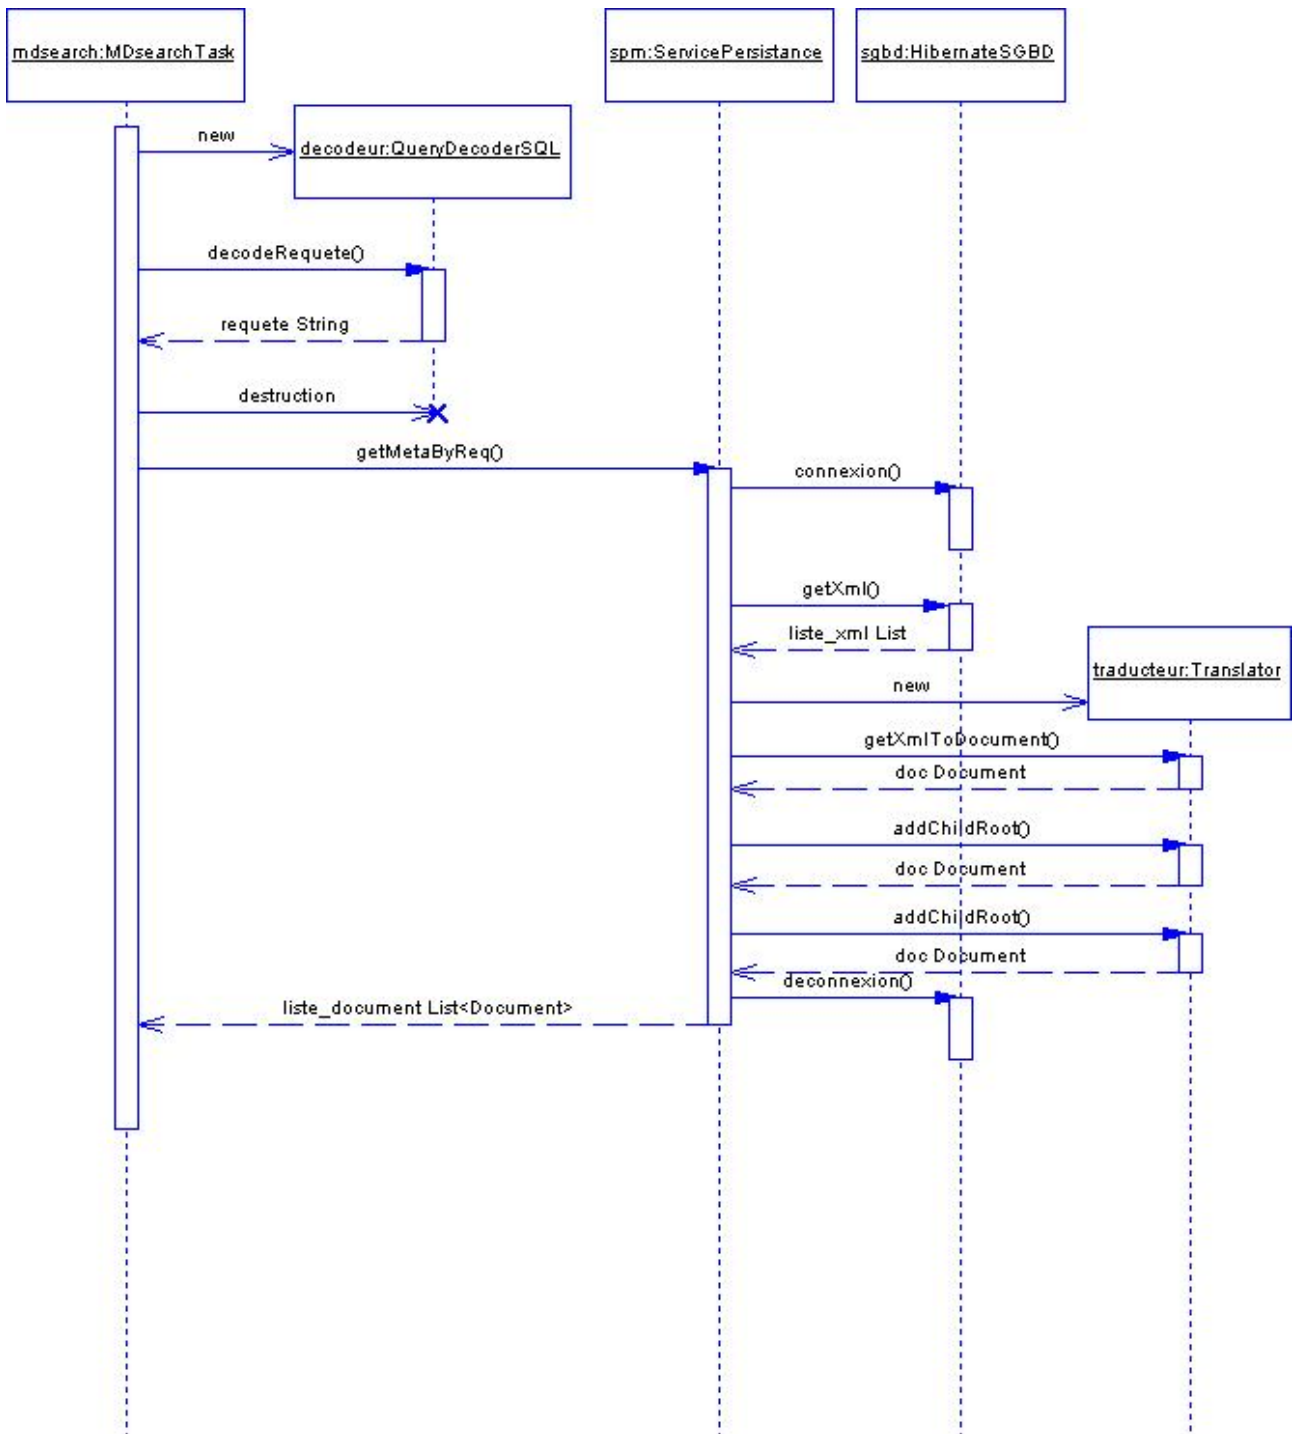 mdsearch:MDsearchTask
spm:ServicePersistance
sgbd:HibernateSGBD
new
decodeur:QueryDecoderSQL
decodeRequete()
requete String
destruction
getMetaByReq()
connexion()
getXml()
liste_xml List
new
traducteur:Translator
getXmlToDocument()
doc Document
addChildRoot()
doc Document
addChildRoot()
doc Document
deconnexion()
liste_document List<Document>